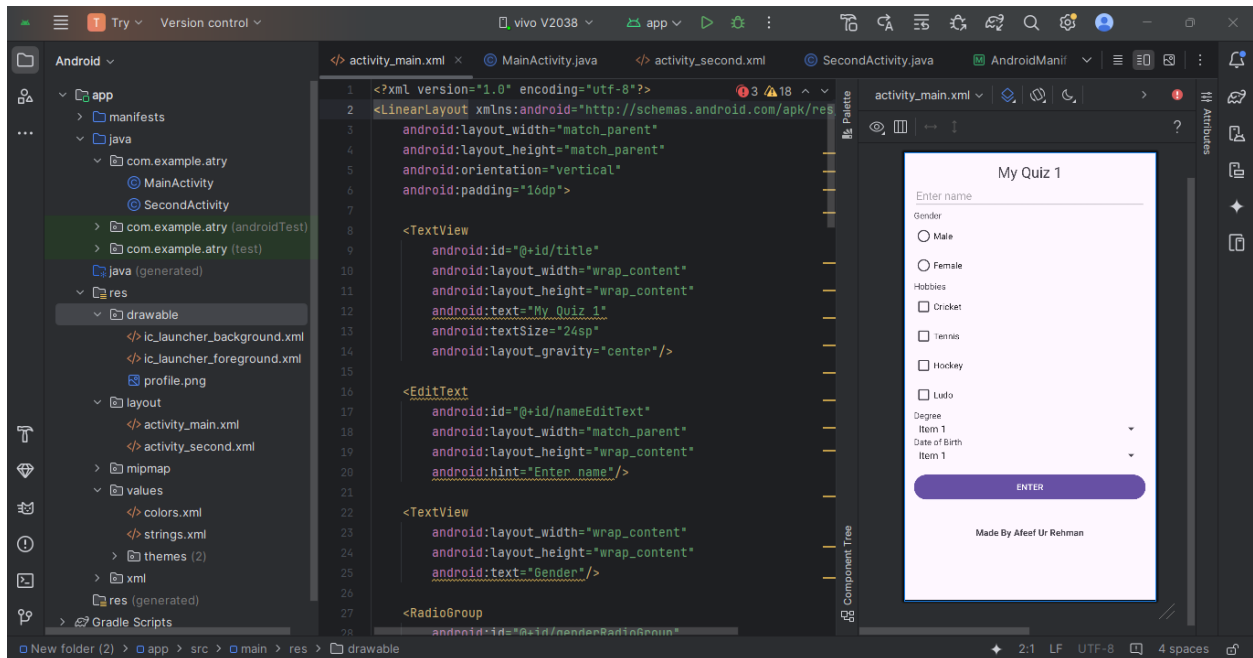 Try
Version control
vivo V2038
app
Android
activity_main.xml
MainActivity.java
activity_second.xml
SecondActivity.java
AndroidManif
app
manifests
java
com.example.atry
MainActivity
SecondActivity
com.example.atry (androidTest)
com.example.atry (test)
java (generated)
res
drawable
ic_launcher_background.xml
ic_launcher_foreground.xml
profile.png
layout
activity_main.xml
activity_second.xml
mipmap
values
colors.xml
strings.xml
themes (2)
xml
res (generated)
Gradle Scripts
3 18
1 <?xml version="1.0" encoding="utf-8"?>
2 <LinearLayout xmlns:android="http://schemas.android.com/apk/res
3 android:layout_width="match_parent"
4 android:layout_height="match_parent"
5 android:orientation="vertical"
6 android:padding="16dp">
7
8 <TextView
9 android:id="@+id/title"
10 android:layout_width="wrap_content"
11 android:layout_height="wrap_content"
12 android:text="My Quiz 1"
13 android:textSize="24sp"
14 android:layout_gravity="center"/>
15
16 <EditText
17 android:id="@+id/nameEditText"
18 android:layout_width="match_parent"
19 android:layout_height="wrap_content"
20 android:hint="Enter name"/>
21
22 <TextView
23 android:layout_width="wrap_content"
24 android:layout_height="wrap_content"
25 android:text="Gender"/>
26
27 <RadioGroup
28 android:id="@+id/genderRadioGroup"
Palette
Component Tree
activity_main.xml
?
Attributes
My Quiz 1
Enter name
Gender
Male
Female
Hobbies
Cricket
Tennis
Hockey
Ludo
Degree
Item 1
Date of Birth
Item 1
ENTER
Made By Afeef Ur Rehman
New folder (2) > app > src > main > res > drawable
2:1 LF UTF-8 4 spaces